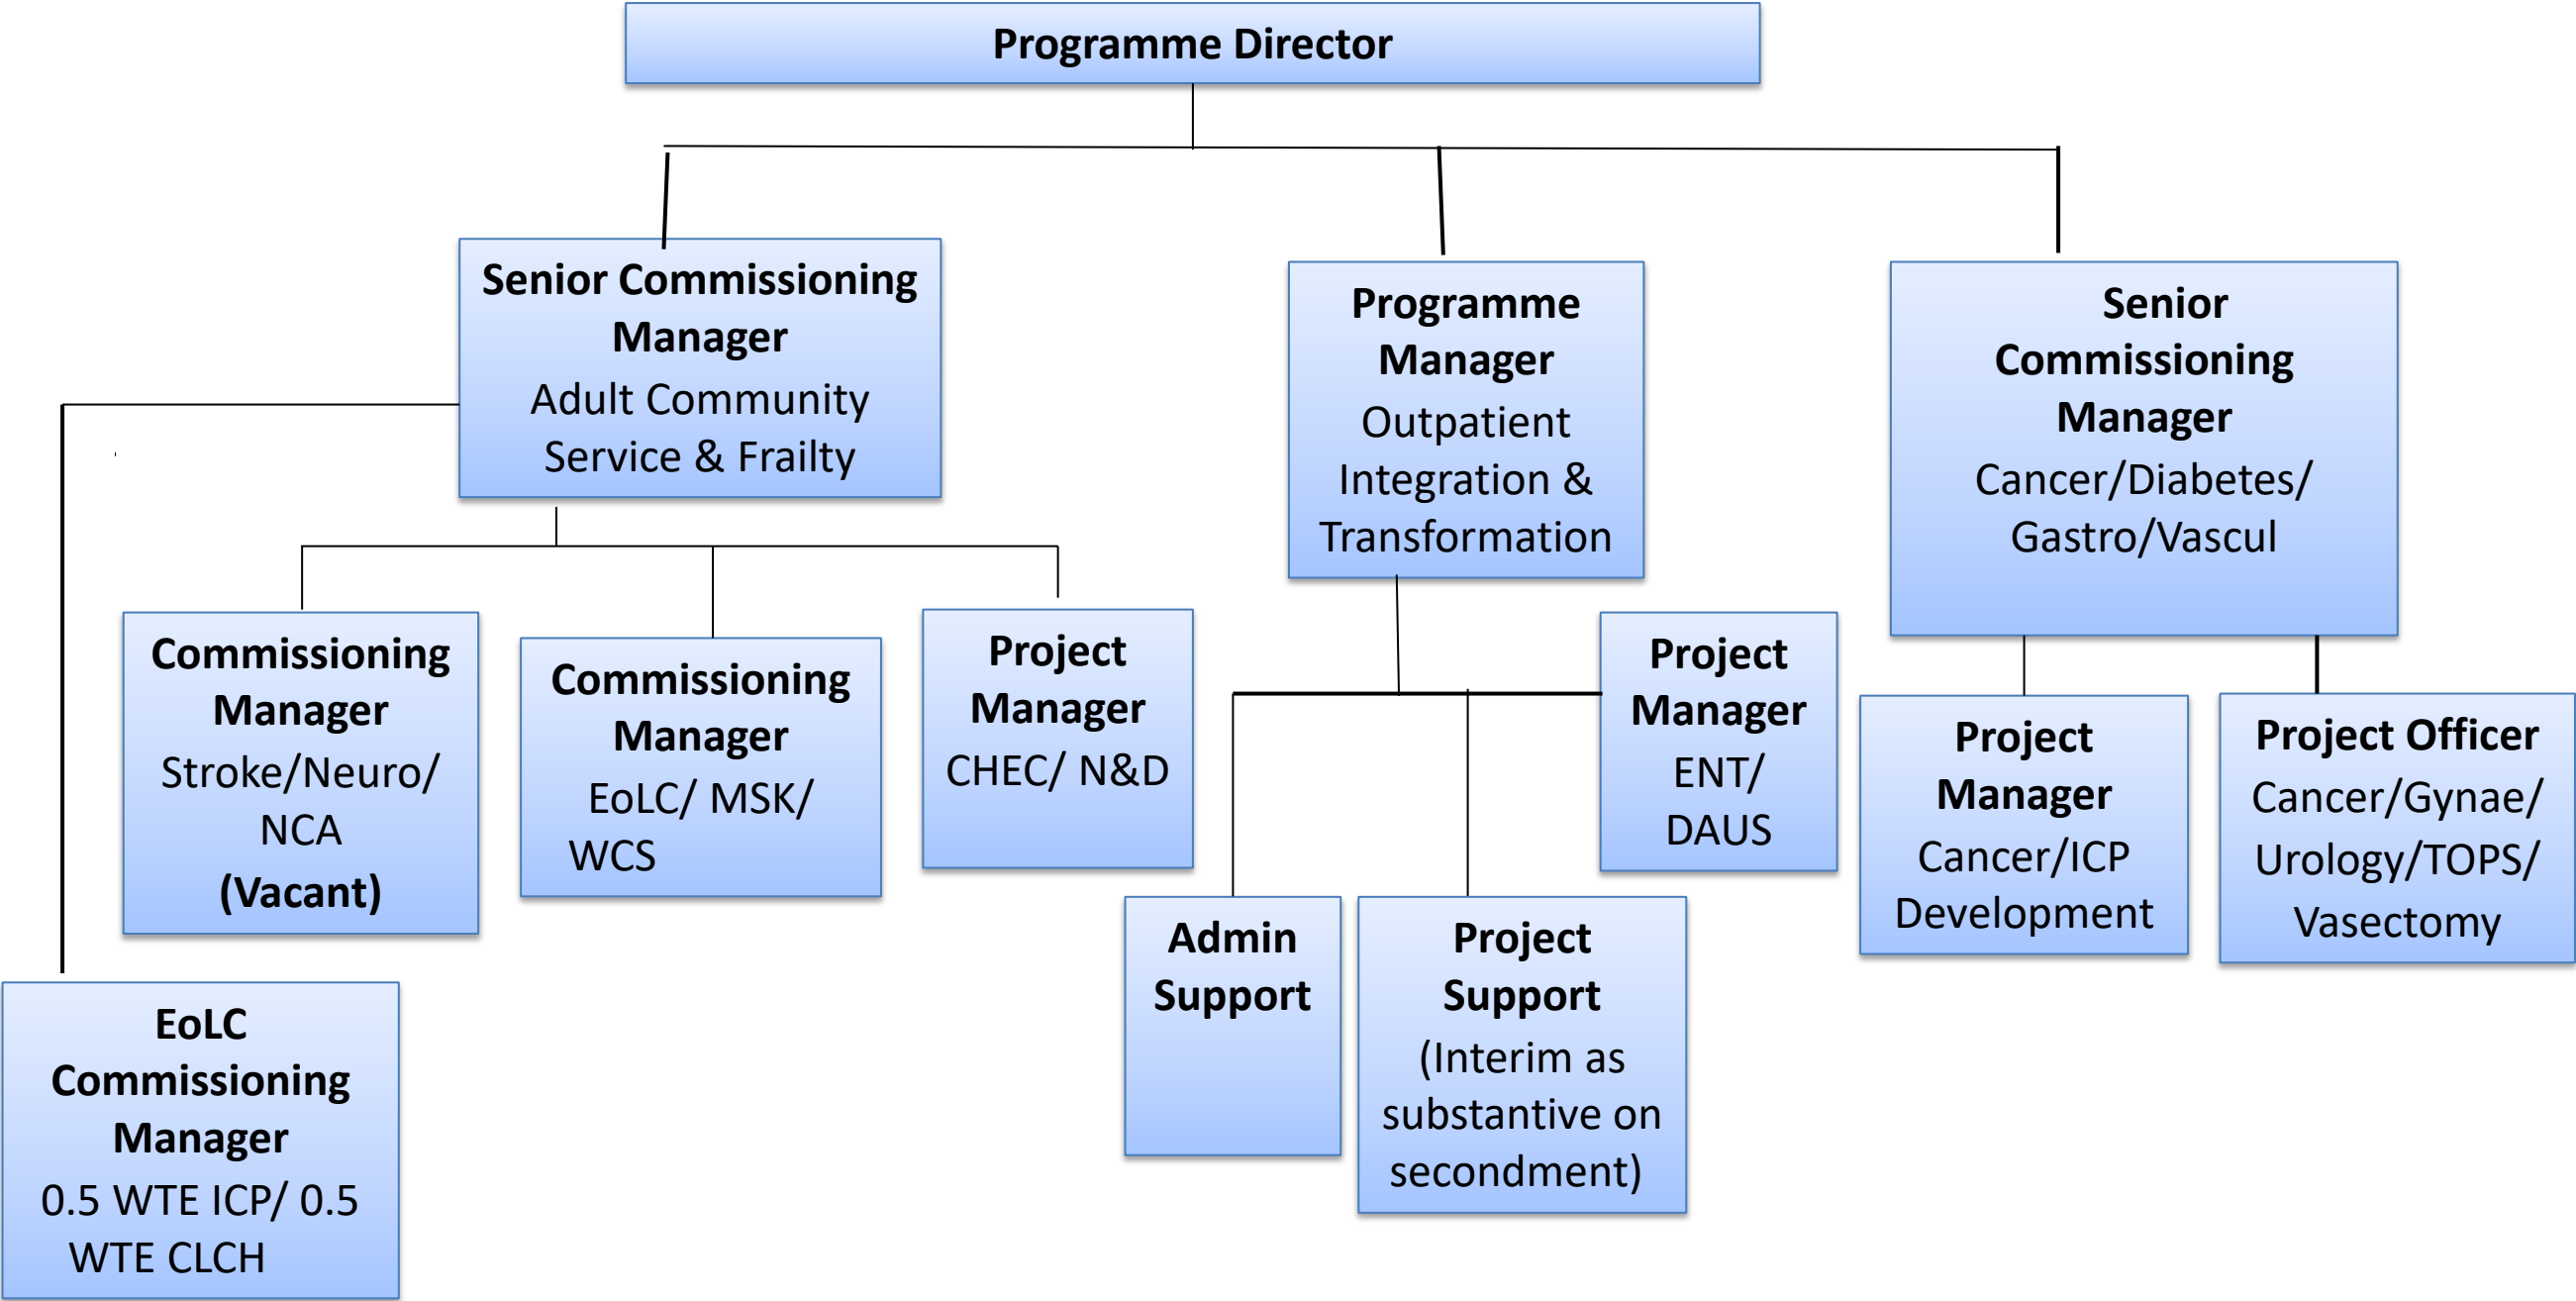 Programme Director
Senior Commissioning
Manager
Adult Community
Service & Frailty
Programme
Manager
Outpatient
Integration &
Transformation
Senior
Commissioning
Manager
Cancer/Diabetes/
Gastro/Vascul
Commissioning
Manager
Stroke/Neuro/
NCA
(Vacant)
Commissioning
Manager
EoLC/ MSK/
WCS
Project
Manager
CHEC/ N&D
Project
Manager
ENT/
DAUS
Project
Manager
Cancer/ICP
Development
Project Officer
Cancer/Gynae/
Urology/TOPS/
Vasectomy
Admin
Support
Project
Support
(Interim as
substantive on
secondment)
EoLC
Commissioning
Manager
0.5 WTE ICP/ 0.5
WTE CLCH